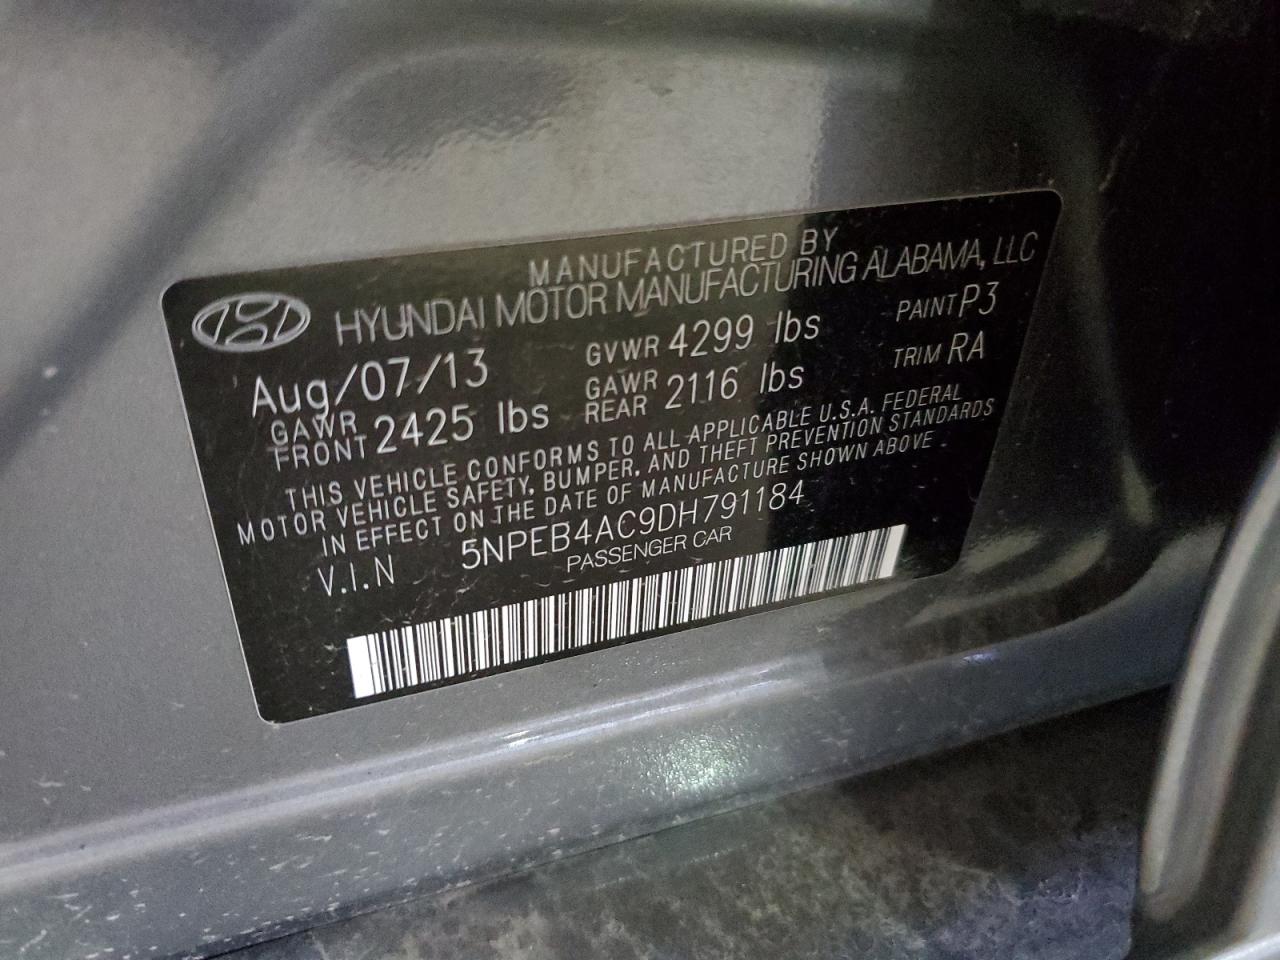 MANUFACTURED BY
HYUNDAI MOTOR MANUFACTURING ALABAMA, LLC
Aug/07/13 GVWR 4299 lbs PAINT P3
GAWR FRONT 2425 lbs GAWR REAR 2116 lbs TRIM RA
THIS VEHICLE CONFORMS TO ALL APPLICABLE U.S.A. FEDERAL
MOTOR VEHICLE SAFETY, BUMPER, AND THEFT PREVENTION STANDARDS
IN EFFECT ON THE DATE OF MANUFACTURE SHOWN ABOVE.
V.I.N 5NPEB4AC9DH791184
PASSENGER CAR